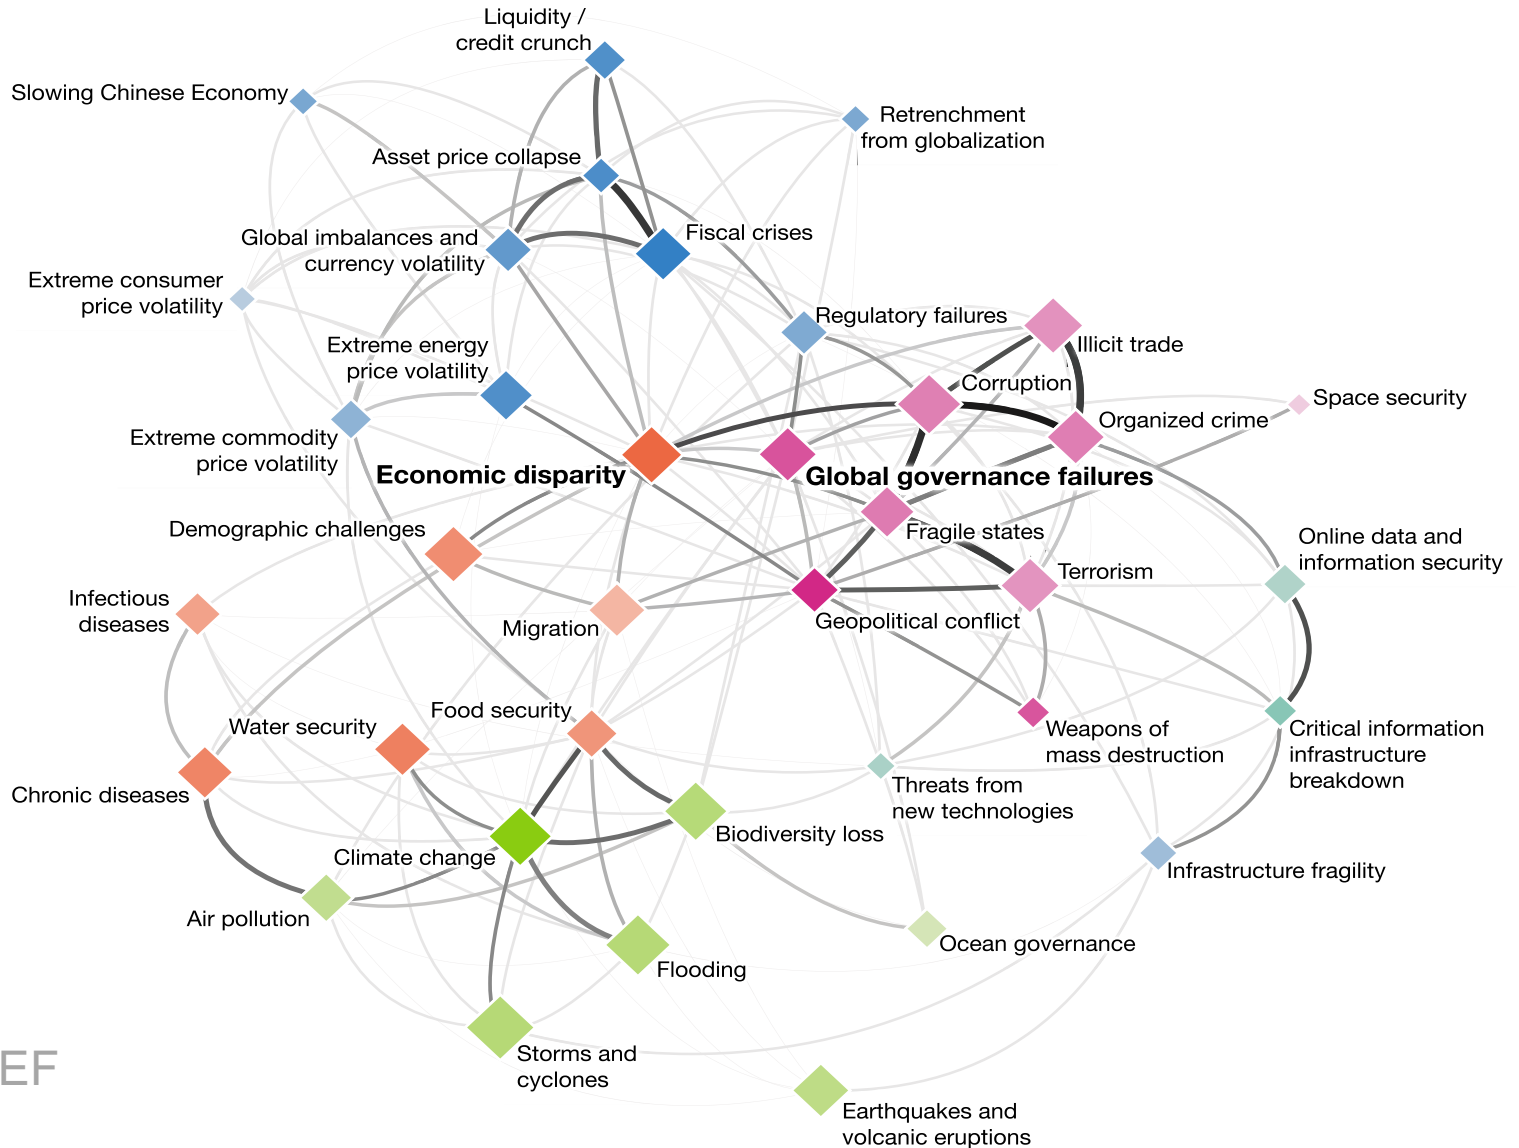 Liquidity /
credit crunch
Slowing Chinese Economy
Retrenchment
from globalization
Asset price collapse
Fiscal crises
Global imbalances and
currency volatility
Extreme consumer
price volatility
Regulatory failures
Illicit trade
Extreme energy
price volatility
Corruption
Space security
Organized crime
Extreme commodity
price volatility
Economic disparity
Global governance failures
Demographic challenges
Fragile states
Online data and
information security
Terrorism
Infectious
diseases
Migration
Geopolitical conflict
Food security
Water security
Weapons of
mass destruction
Critical information
infrastructure
breakdown
Chronic diseases
Threats from
new technologies
Biodiversity loss
Climate change
Infrastructure fragility
Air pollution
Ocean governance
Flooding
Storms and
cyclones
EF
Earthquakes and
volcanic eruptions